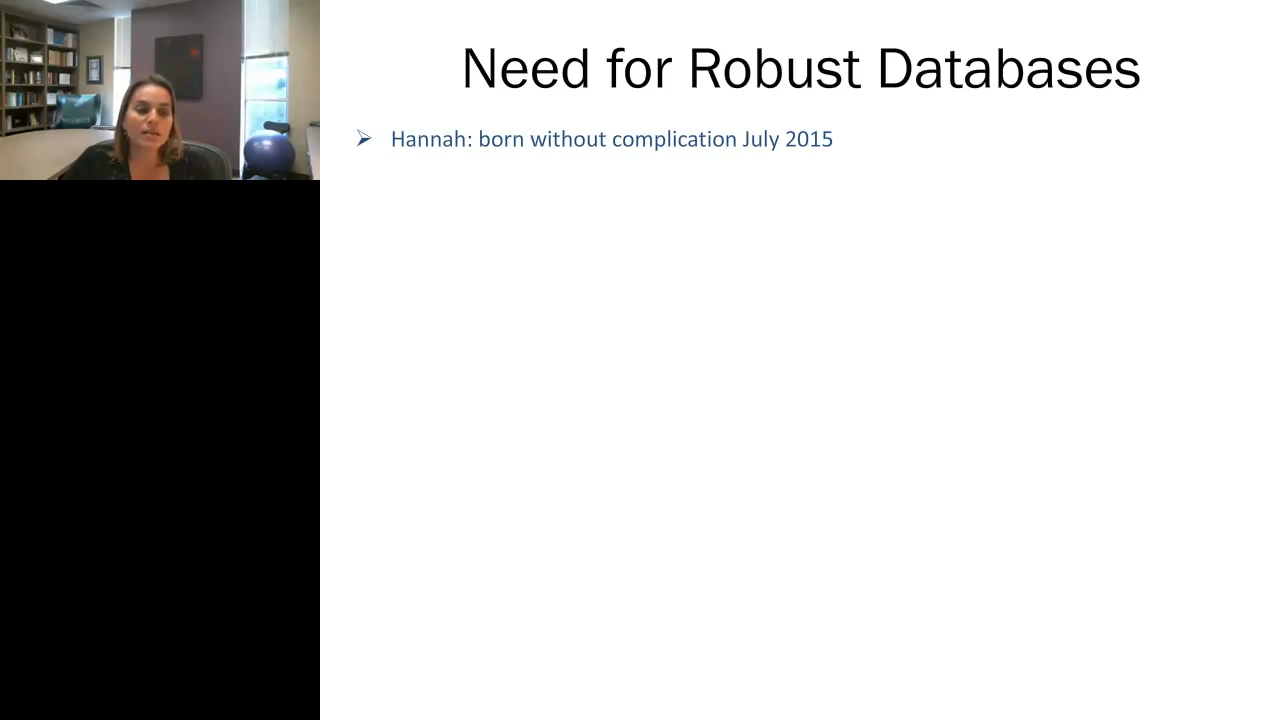 Need for Robust Databases
Hannah: born without complication July 2015